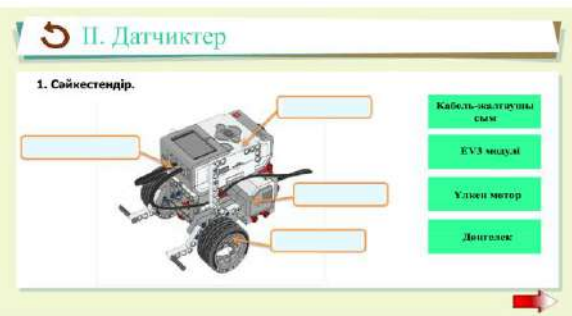 II. Датчиктер
1. Сәйкестендір.
Кабель-жалғаушы
сым
EV3 модулі
Үлкен мотор
Дөңгелек